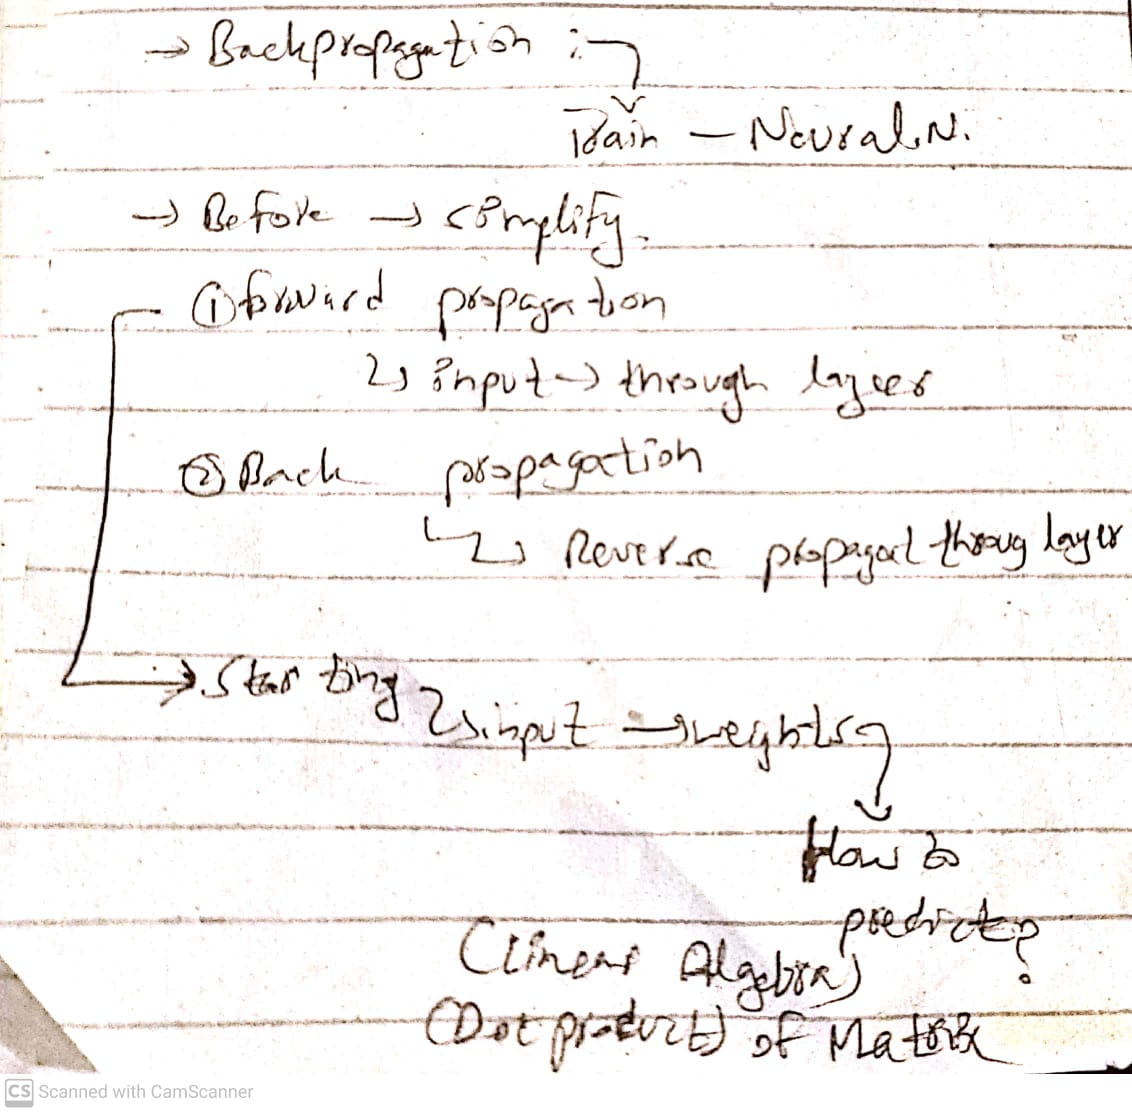 → Backpropagation :-
Train - Neural N.
→ Before → simplify.
① forward propagation
↳ input → through layers
② Back propagation
↳ Reverse propagat throug layer
→ Starting
↳ input → weghts
How to
predict?
(Linear Algebra)
(Dot product) of Matrix
CS Scanned with CamScanner